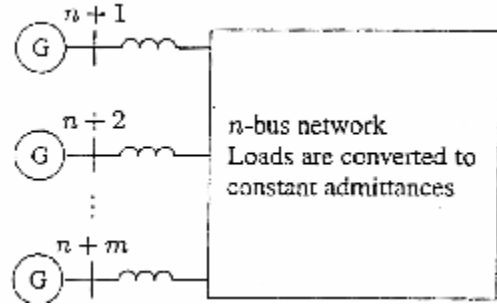 n + 1
G
n + 2
G
⋮
n + m
G
n-bus network
Loads are converted to
constant admittances